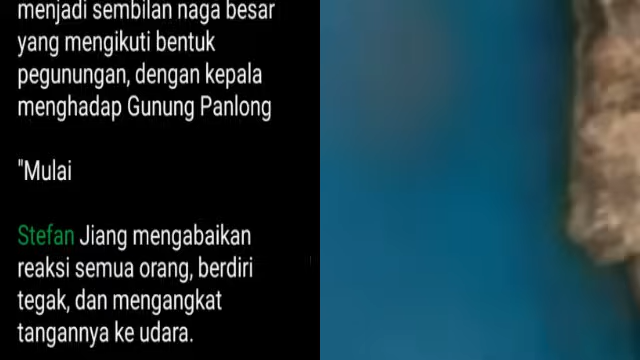 menjadi sembilan naga besar
yang mengikuti bentuk
pegunungan, dengan kepala
menghadap Gunung Panlong
"Mulai
Stefan Jiang mengabaikan
reaksi semua orang, berdiri
tegak, dan mengangkat
tangannya ke udara.